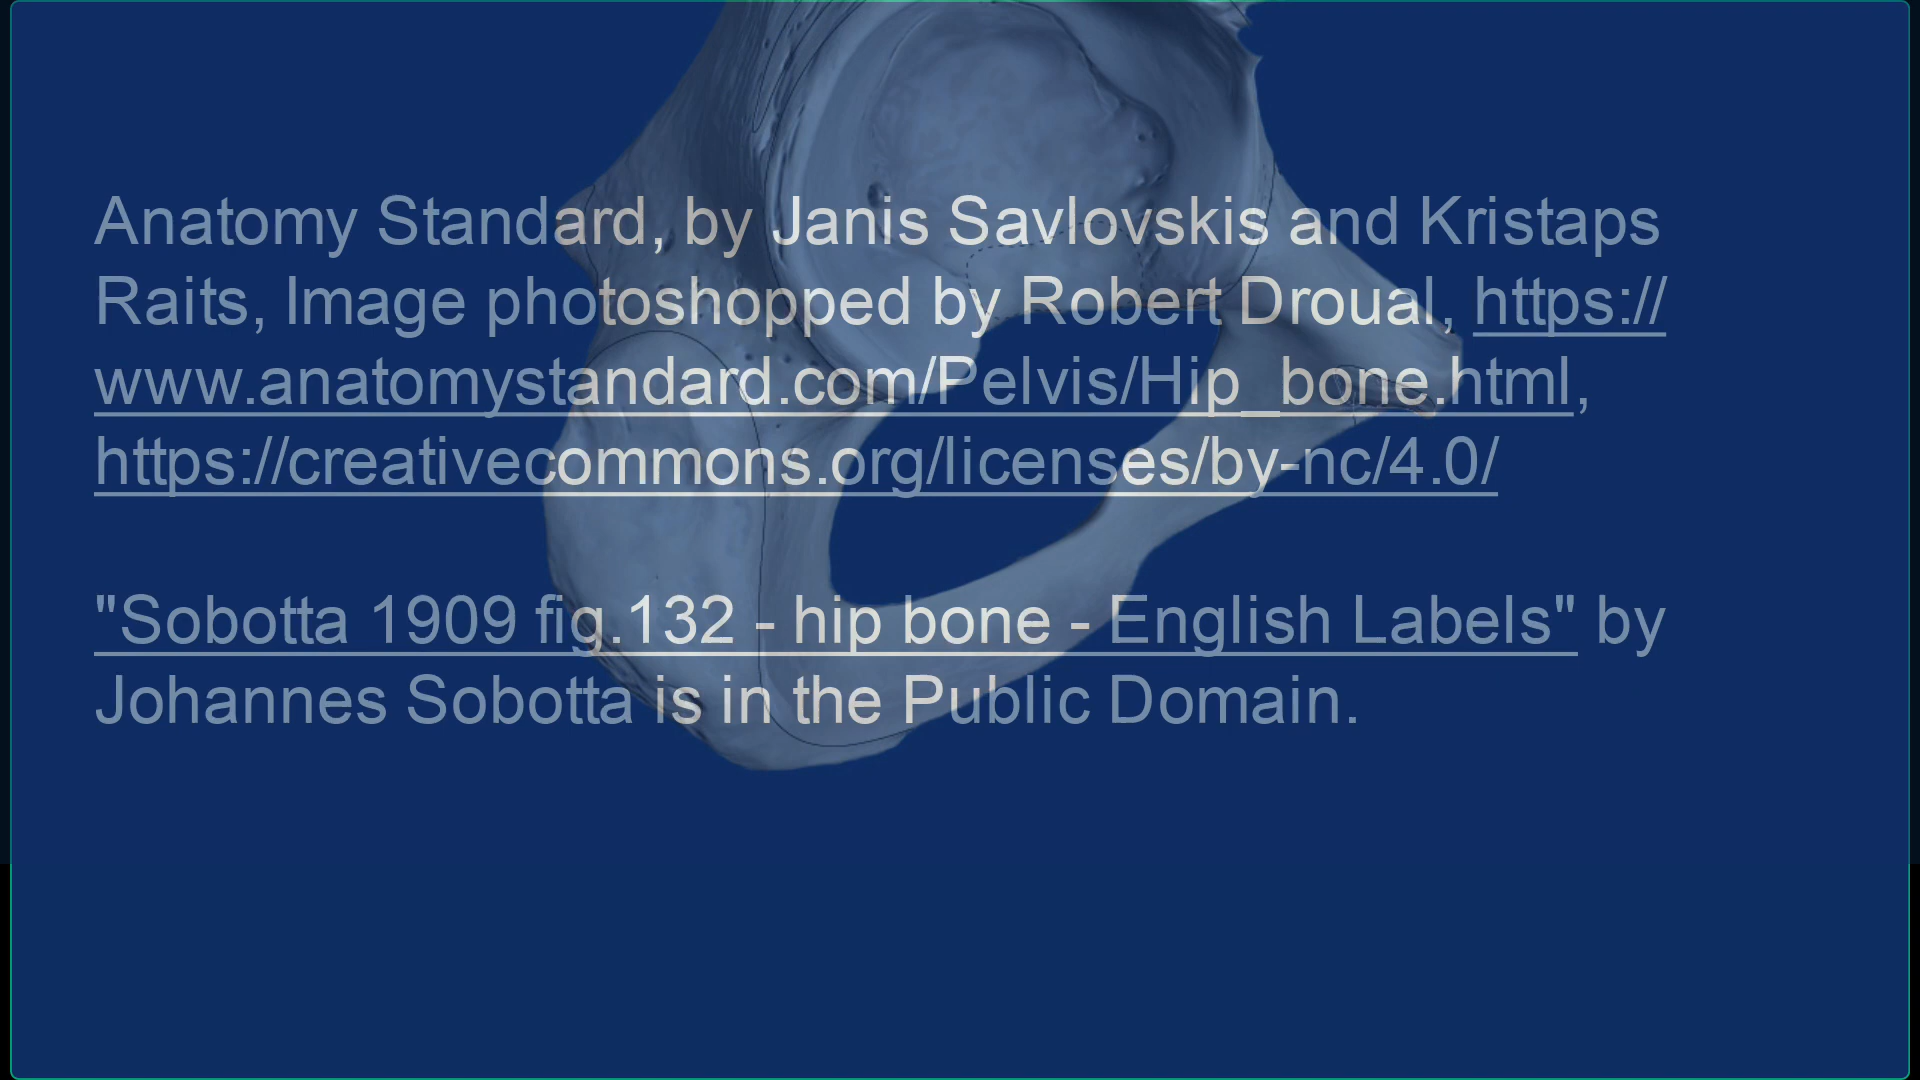 Anatomy Standard, by Janis Savlovskis and Kristaps
Raits, Image photoshopped by Robert Droual, https://
www.anatomystandard.com/Pelvis/Hip_bone.html,
https://creativecommons.org/licenses/by-nc/4.0/
"Sobotta 1909 fig.132 - hip bone - English Labels" by
Johannes Sobotta is in the Public Domain.